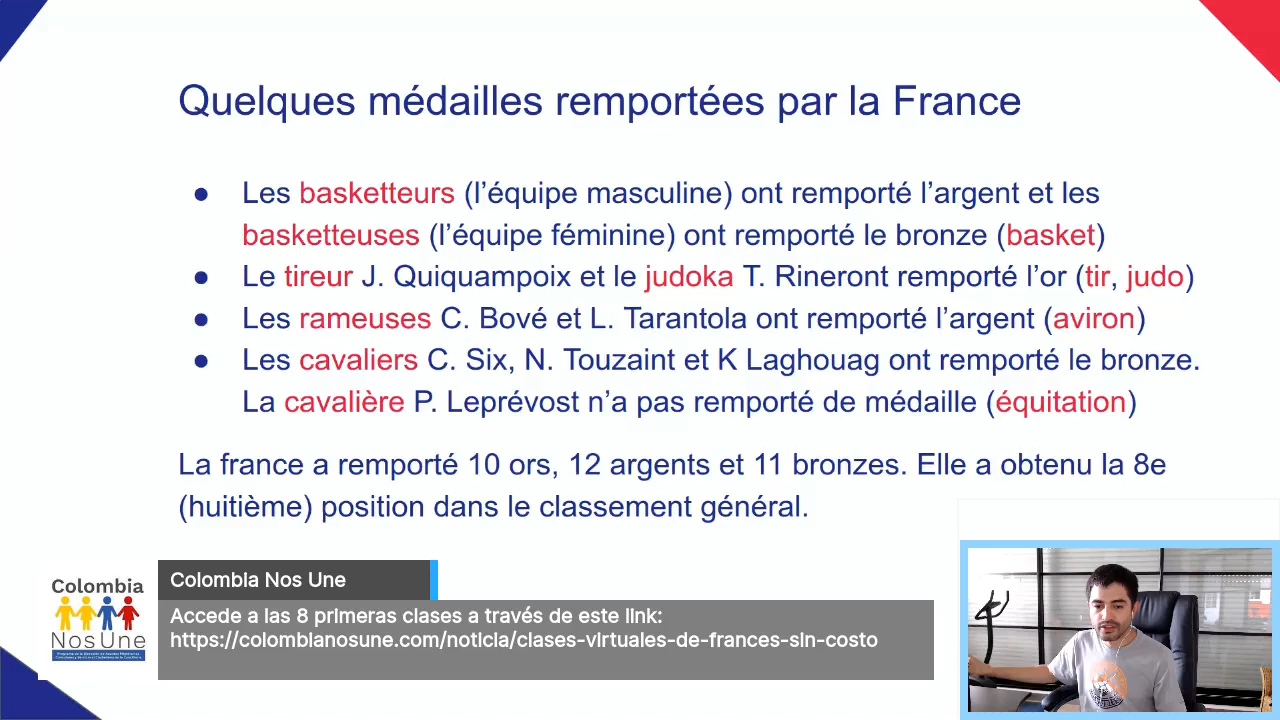 Quelques médailles remportées par la France
● Les basketteurs (l’équipe masculine) ont remporté l’argent et les
basketteuses (l’équipe féminine) ont remporté le bronze (basket)
● Le tireur J. Quiquampoix et le judoka T. Rineront remporté l’or (tir, judo)
● Les rameuses C. Bové et L. Tarantola ont remporté l’argent (aviron)
● Les cavaliers C. Six, N. Touzaint et K Laghouag ont remporté le bronze.
La cavalière P. Leprévost n’a pas remporté de médaille (équitation)
La france a remporté 10 ors, 12 argents et 11 bronzes. Elle a obtenu la 8e
(huitième) position dans le classement général.
Colombia
Nos Une
Colombia Nos Une
Accede a las 8 primeras clases a través de este link:
https://colombianosune.com/noticia/clases-virtuales-de-frances-sin-costo